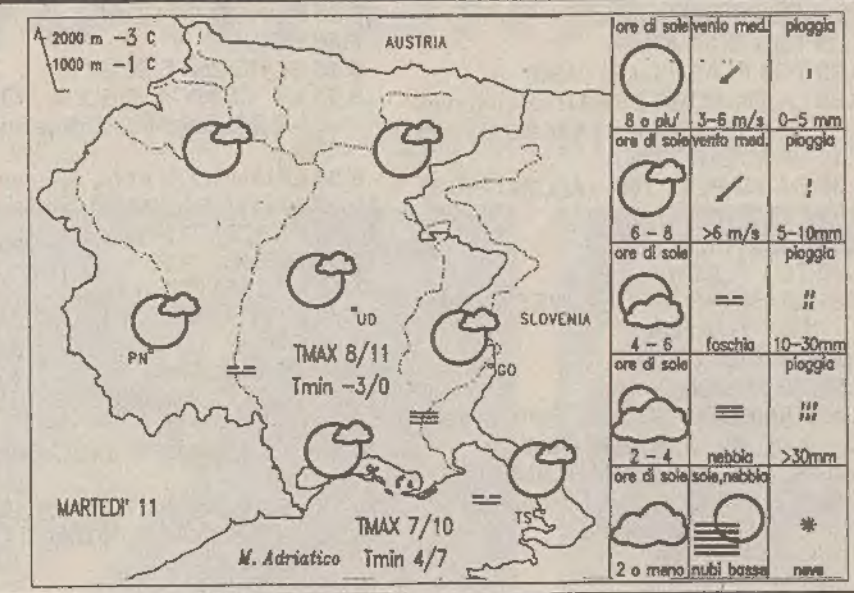 2000 m -3 C
1000 m -1 C
AUSTRIA
UD
SLOVENIA
PN
TMAX 8/11
GO
Tmin -3/0
MARTEDI' 11
TMAX 7/10
TS
M. Adriatico
Tmin 4/7
ore di sole vento med. pioggia
8 o piu' 3-6 m/s 0-5 mm
ore di sole vento med. pioggia
6 - 8 >6 m/s 5-10mm
ore di sole pioggia
4 - 6 foschia 10-30mm
ore di sole pioggia
2 - 4 nebbia >30mm
ore di sole sole,nebbia
2 o meno nubi basse neve